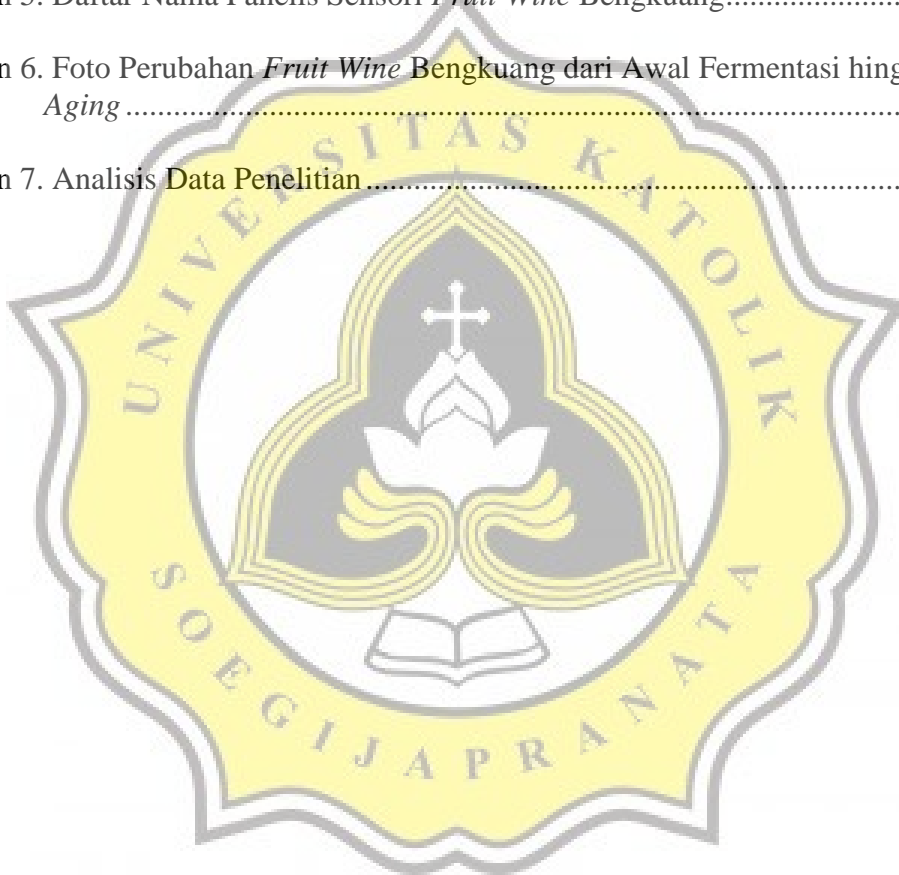 n 5. Daftar Nama Panelis Sensori Fruit Wine Bengkuang
n 6. Foto Perubahan Fruit Wine Bengkuang dari Awal Fermentasi hing
Aging
n 7. Analisis Data Penelitian
UNIVERSITAS KATOLIK
SOEGIJAPRANATA